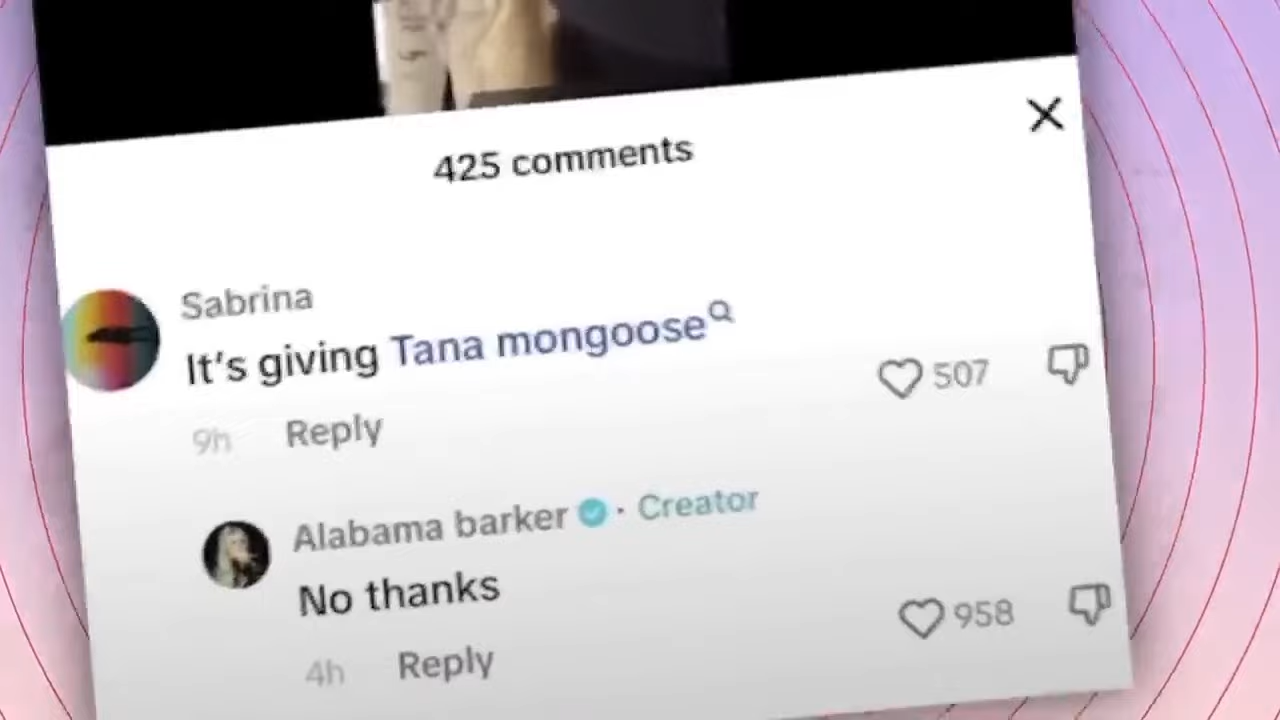 425 comments
Sabrina
It's giving Tana mongoose
507
9h Reply
Alabama barker · Creator
No thanks
958
4h Reply